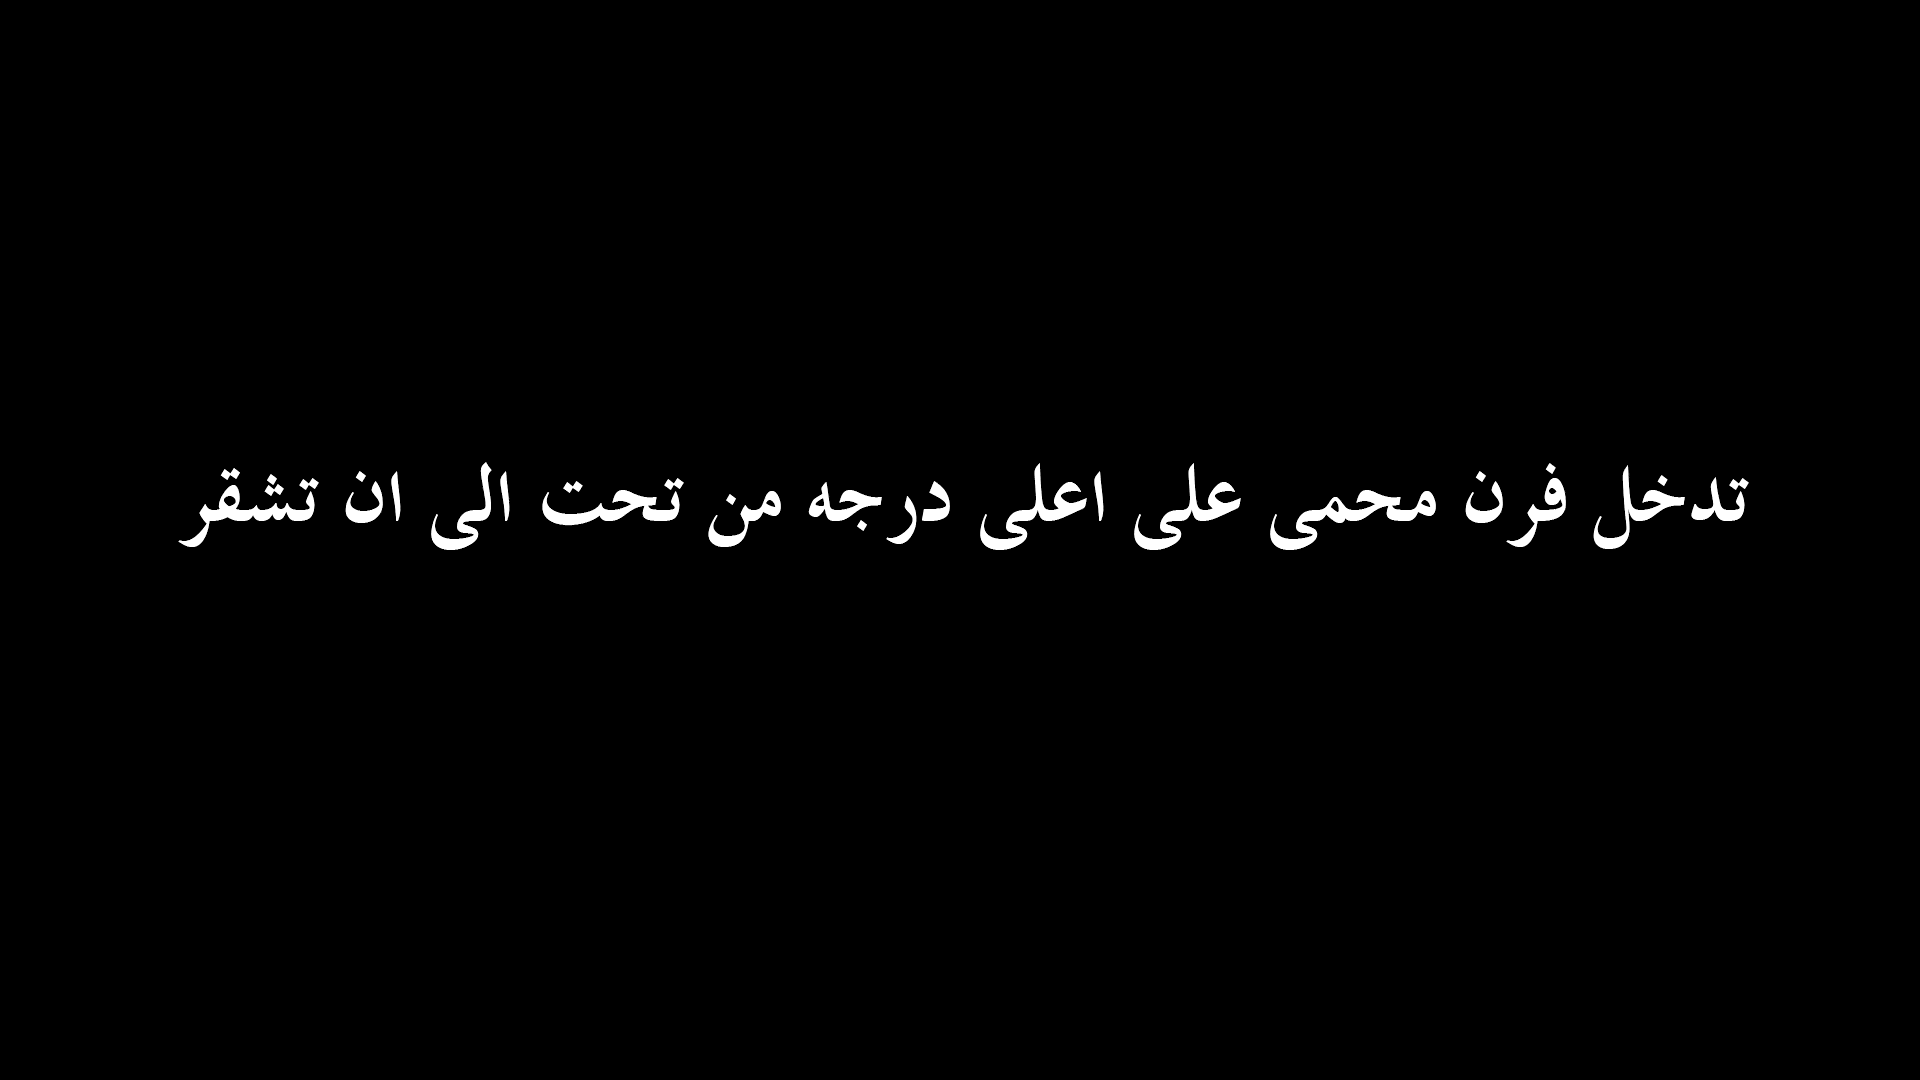 تدخل فرن محمى على اعلى درجه من تحت الى ان تشقر